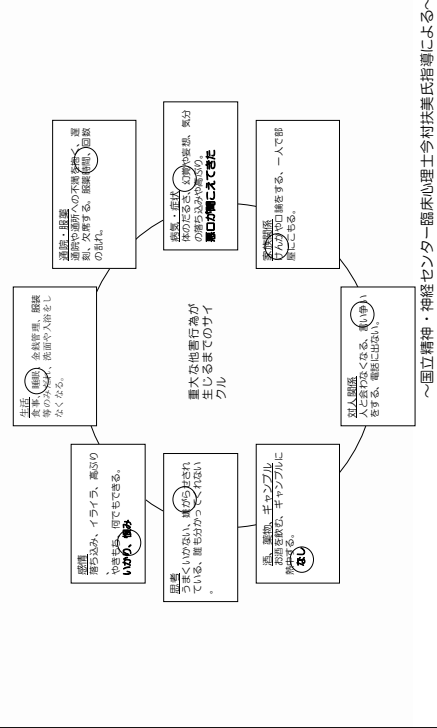 病気・症状
体のだるさ、幻聴や妄想、気分
の落ち込みや高ぶり。
悪口が聞こえてきた
家族関係
けんかや口論をする、一人で部
屋にこもる。
対人関係
人と会わなくなる、言い争い
をする、電話に出ない。
酒、薬物、ギャンブル
お酒を飲む、ギャンブルに
熱中する。
なし
思考
うまくいかない、嫌がらせされ
ている、誰も分かってくれない
。
感情
落ち込み、イライラ、高ぶり
、
やきもち、何でもできる。
いかり、恨み
生活
食事、睡眠、金銭管理、服装
等のみだれ、洗面や入浴をし
なくなる。
通院・服薬
通院や通所への不満を抱く、遅
刻、欠席する、服薬時間、回数
の乱れ。
重大な他害行為が
生じるまでのサイ
クル
～国立精神・神経センター臨床心理士今村扶美氏指導による～